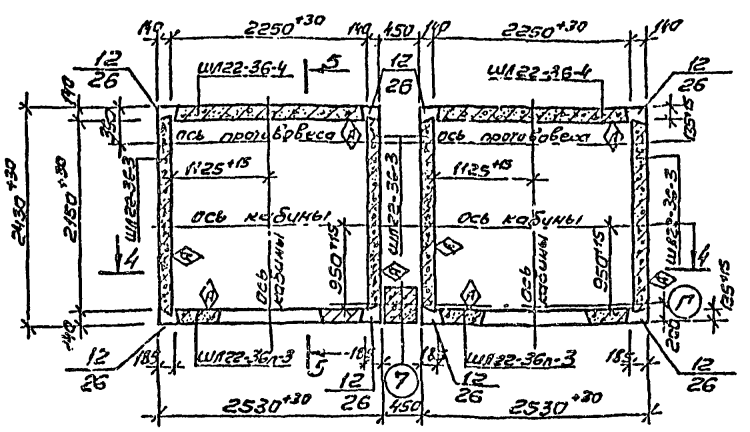 140 2250+30 140 450 140 2250+30 140
12/26 ШЛ22-36-4 5 12/26 ШЛ22-36-4 12/26
140 350 135+15
ось противовеса ось противовеса
1125+15 1125+15
2430+30 2150+30 ШЛ22-36-3 ШЛ22-36-3 ШЛ22-36-3
ось кабины ось кабины
4 950+15 950+15 4
ось кабины ось кабины
140 Г 135+15 200
12/26 185 ШЛ22-36п-3 5 185 12/26 7 185 12/26 ШЛ22-36п-3 185 12/26
2530+30 450 2530+30